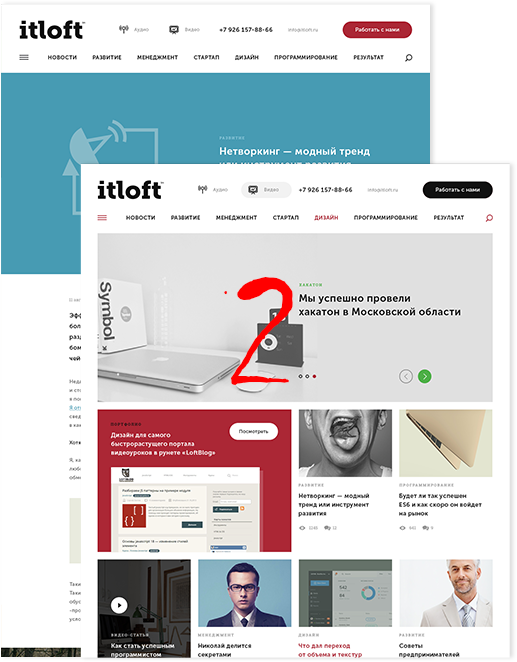 itloft
Аудио
Видео
+7 926 157-88-66
info@itloft.ru
Работать с нами
НОВОСТИ
РАЗВИТИЕ
МЕНЕДЖМЕНТ
СТАРТАП
ДИЗАЙН
ПРОГРАММИРОВАНИЕ
РЕЗУЛЬТАТ
РАЗВИТИЕ
Нетворкинг — модный тренд
или инструмент развития
itloft
Аудио
Видео
+7 926 157-88-66
info@itloft.ru
Работать с нами
НОВОСТИ
РАЗВИТИЕ
МЕНЕДЖМЕНТ
СТАРТАП
ДИЗАЙН
ПРОГРАММИРОВАНИЕ
РЕЗУЛЬТАТ
Symbol
2
ХАКАТОН
Мы успешно провели
хакатон в Московской области
ПОРТФОЛИО
Дизайн для самого
быстрорастущего портала
видеоуроков в рунете «LoftBlog»
Посмотреть
РАЗВИТИЕ
Нетворкинг — модный
тренд или инструмент
развития
ПРОГРАММИРОВАНИЕ
Будет ли так успешен
ES6 и как скоро он войдет
на рынок
ВИДЕО-СТАТЬИ
Как стать успешным
программистом
МЕНЕДЖМЕНТ
Николай делится
секретами
ДИЗАЙН
Что дал переход
от объема и текстур
РАЗВИТИЕ
Советы
предпринимателей